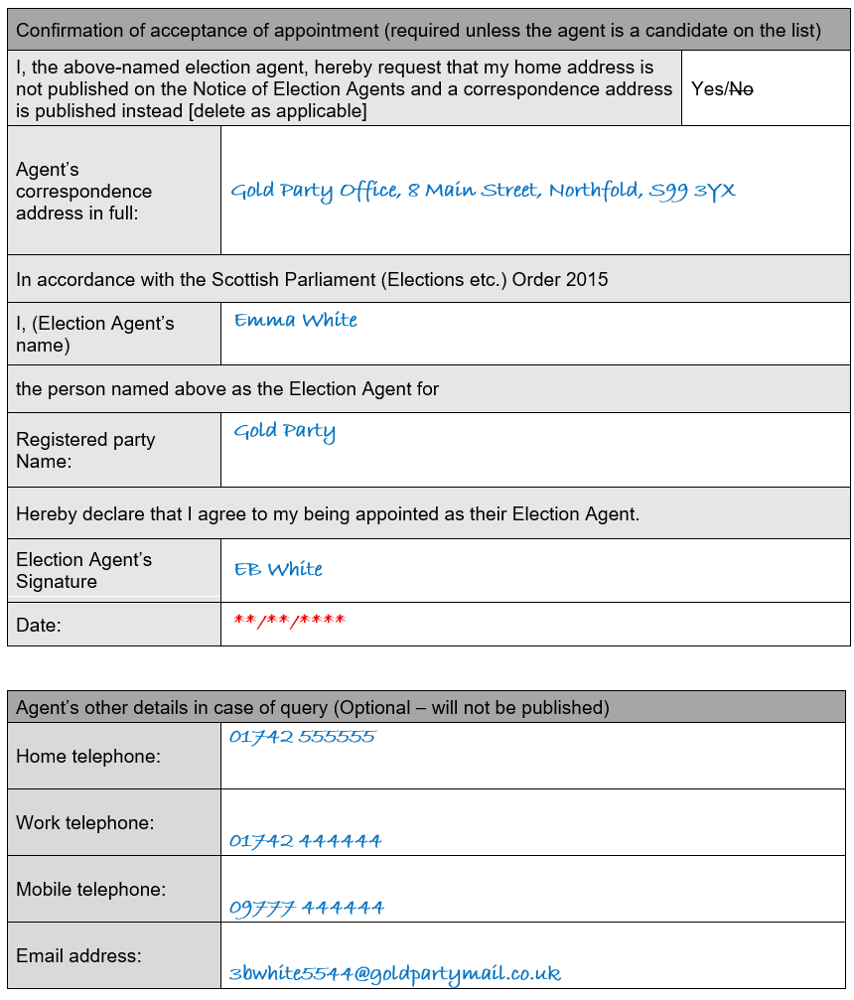 Confirmation of acceptance of appointment (required unless the agent is a candidate on the list)
I, the above-named election agent, hereby request that my home address is
not published on the Notice of Election Agents and a correspondence address
is published instead [delete as applicable]
Yes/No
Agent's
correspondence
address in full:
Gold Party Office, 8 Main Street, Northfold, S99 3YX
In accordance with the Scottish Parliament (Elections etc.) Order 2015
I, (Election Agent's
name)
Emma White
the person named above as the Election Agent for
Registered party
Name:
Gold Party
Hereby declare that I agree to my being appointed as their Election Agent.
Election Agent's
Signature
EB White
Date:
**/**/****
Agent's other details in case of query (Optional – will not be published)
Home telephone:
01742 555555
Work telephone:
01742 444444
Mobile telephone:
09777 444444
Email address:
3bwhite5544@goldpartymail.co.uk